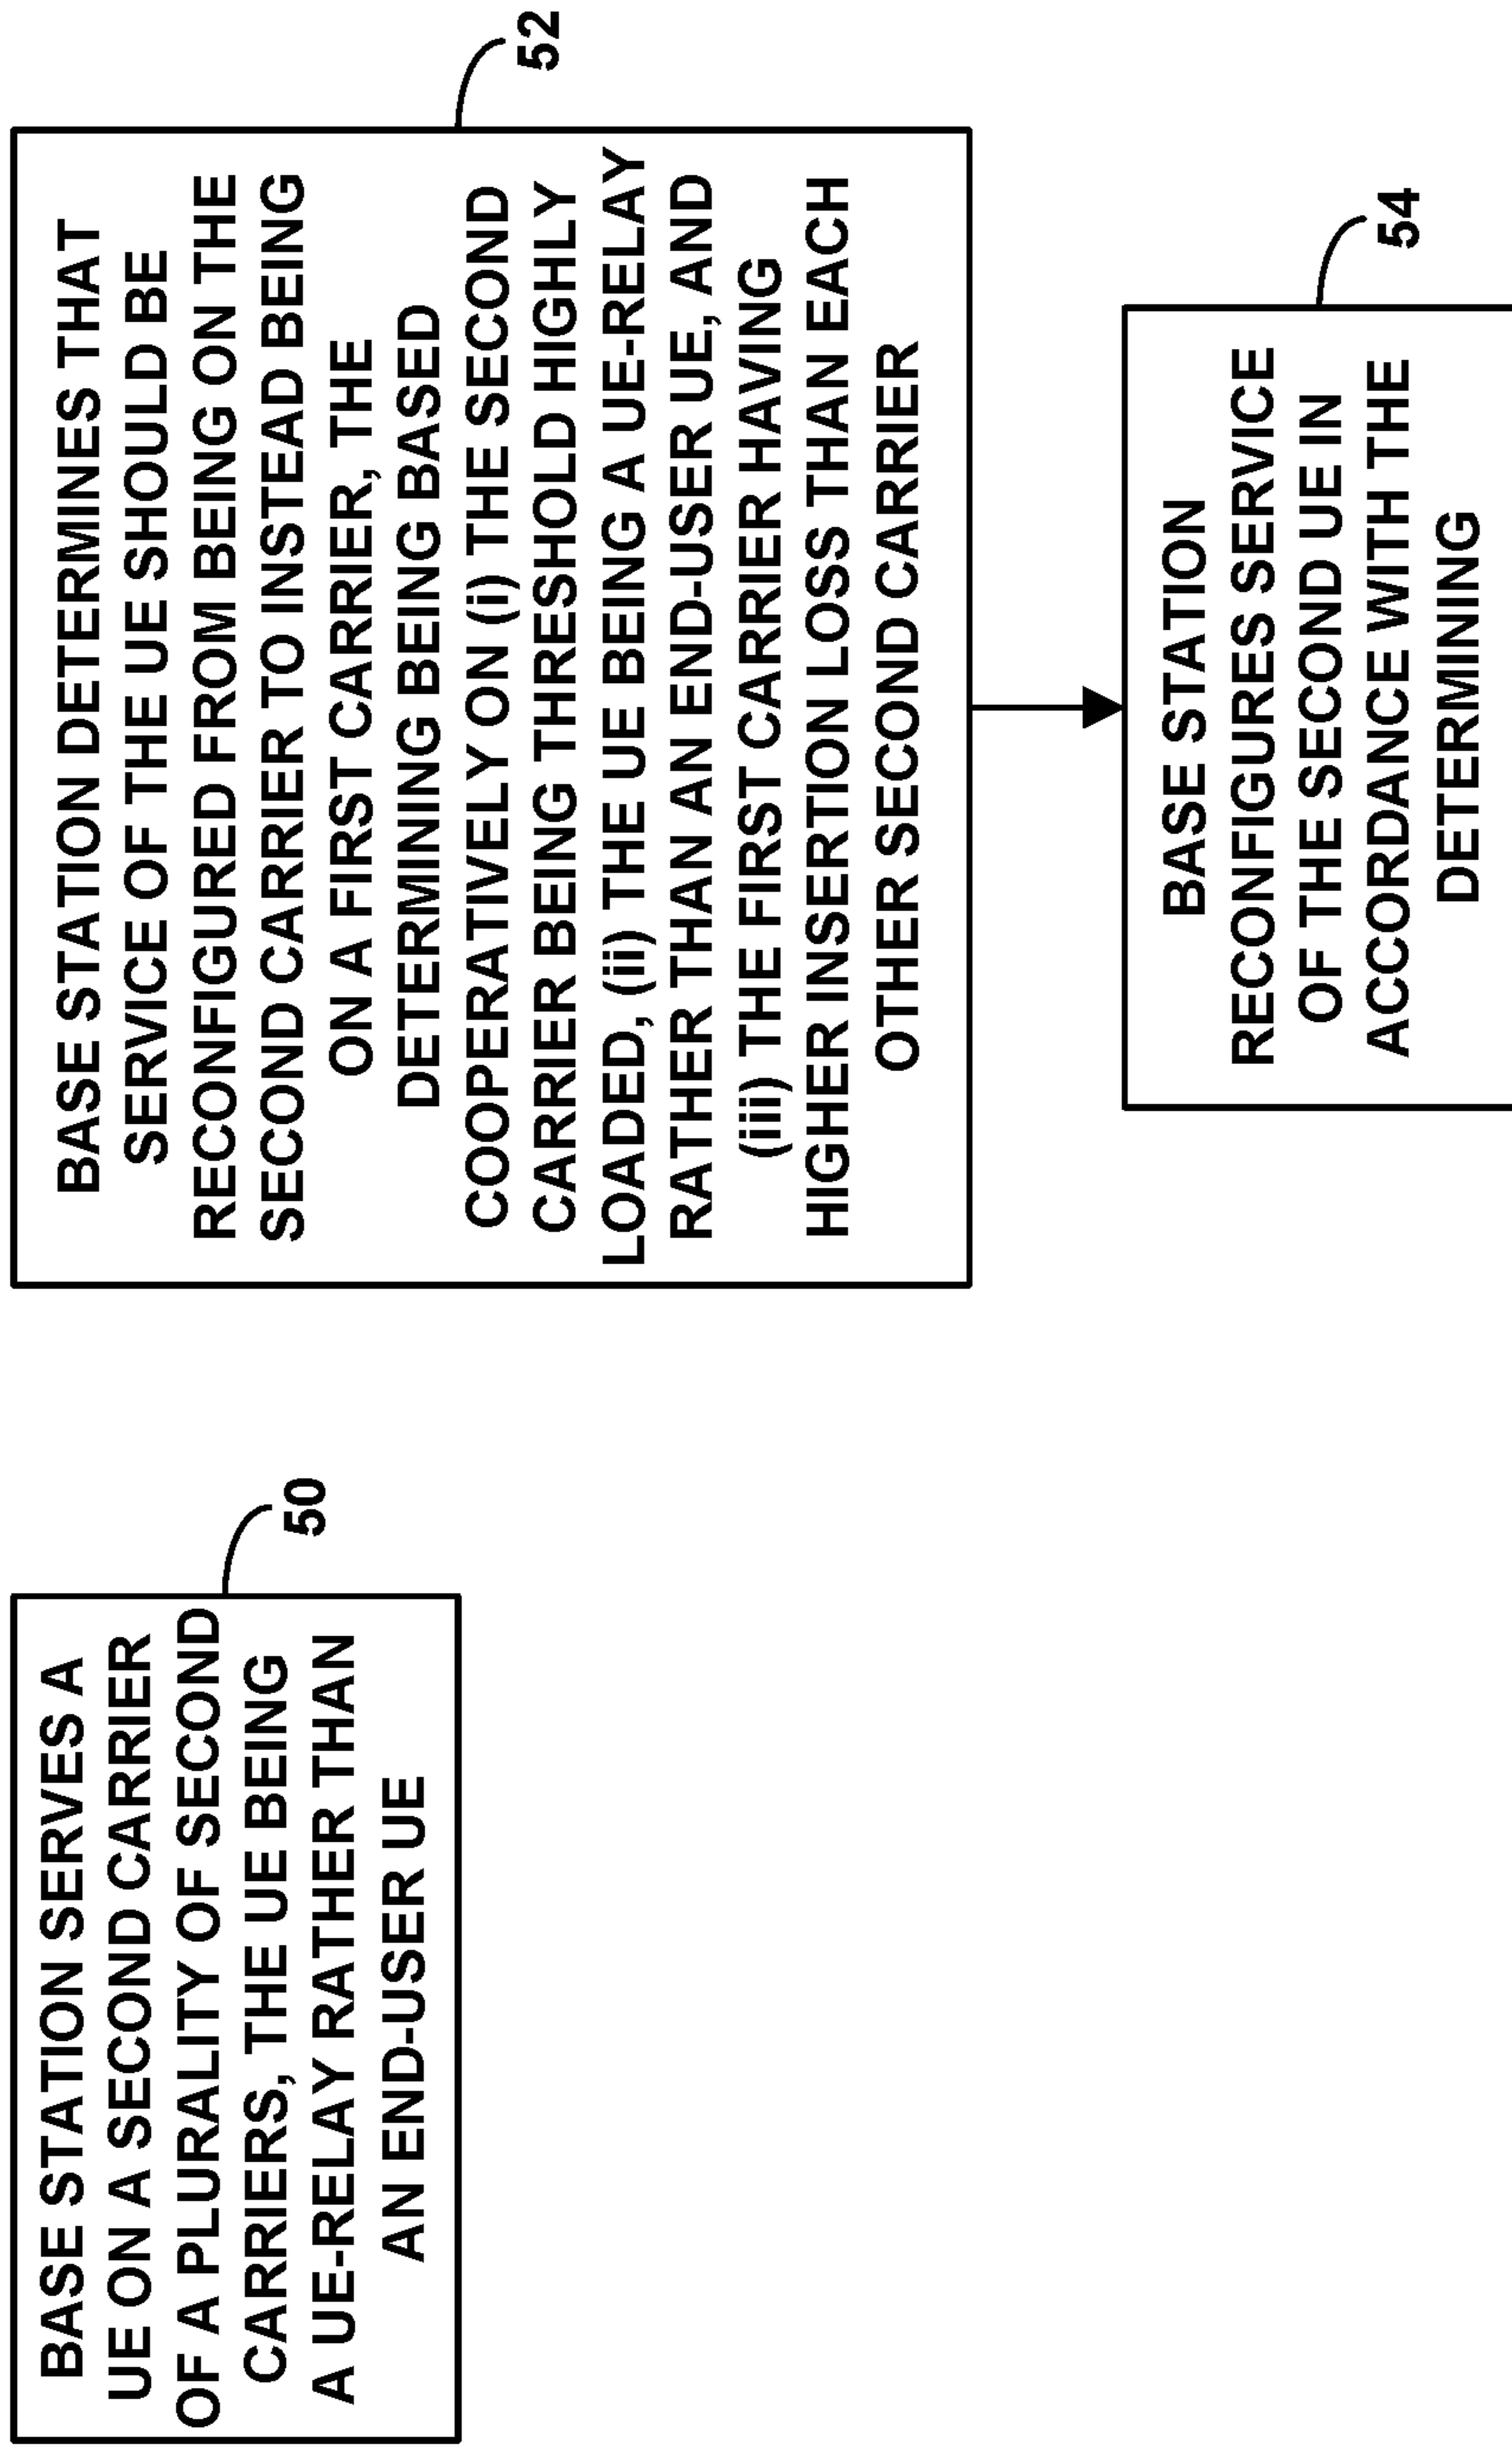 BASE STATION SERVES A
UE ON A SECOND CARRIER
OF A PLURALITY OF SECOND
CARRIERS, THE UE BEING
A UE-RELAY RATHER THAN
AN END-USER UE
50
BASE STATION DETERMINES THAT
SERVICE OF THE UE SHOULD BE
RECONFIGURED FROM BEING ON THE
SECOND CARRIER TO INSTEAD BEING
ON A FIRST CARRIER, THE
DETERMINING BEING BASED
COOPERATIVELY ON (i) THE SECOND
CARRIER BEING THRESHOLD HIGHLY
LOADED, (ii) THE UE BEING A UE-RELAY
RATHER THAN AN END-USER UE, AND
(iii) THE FIRST CARRIER HAVING
HIGHER INSERTION LOSS THAN EACH
OTHER SECOND CARRIER
52
BASE STATION
RECONFIGURES SERVICE
OF THE SECOND UE IN
ACCORDANCE WITH THE
DETERMINING
54